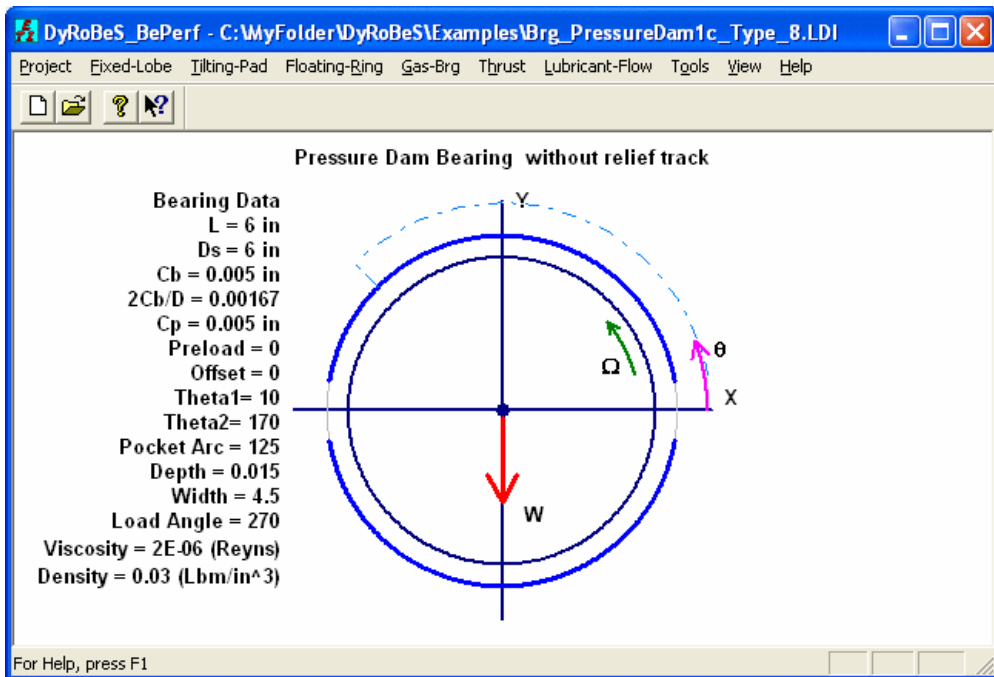 DyRoBeS_BePerf - C:\MyFolder\DyRoBeS\Examples\Brg_PressureDam1c_Type_8.LDI
Project Fixed-Lobe Tilting-Pad Floating-Ring Gas-Brg Thrust Lubricant-Flow Tools View Help
Pressure Dam Bearing without relief track
Bearing Data
L = 6 in
Ds = 6 in
Cb = 0.005 in
2Cb/D = 0.00167
Cp = 0.005 in
Preload = 0
Offset = 0
Theta1= 10
Theta2= 170
Pocket Arc = 125
Depth = 0.015
Width = 4.5
Load Angle = 270
Viscosity = 2E-06 (Reyns)
Density = 0.03 (Lbm/in^3)
Y
Ω
θ
X
W
For Help, press F1